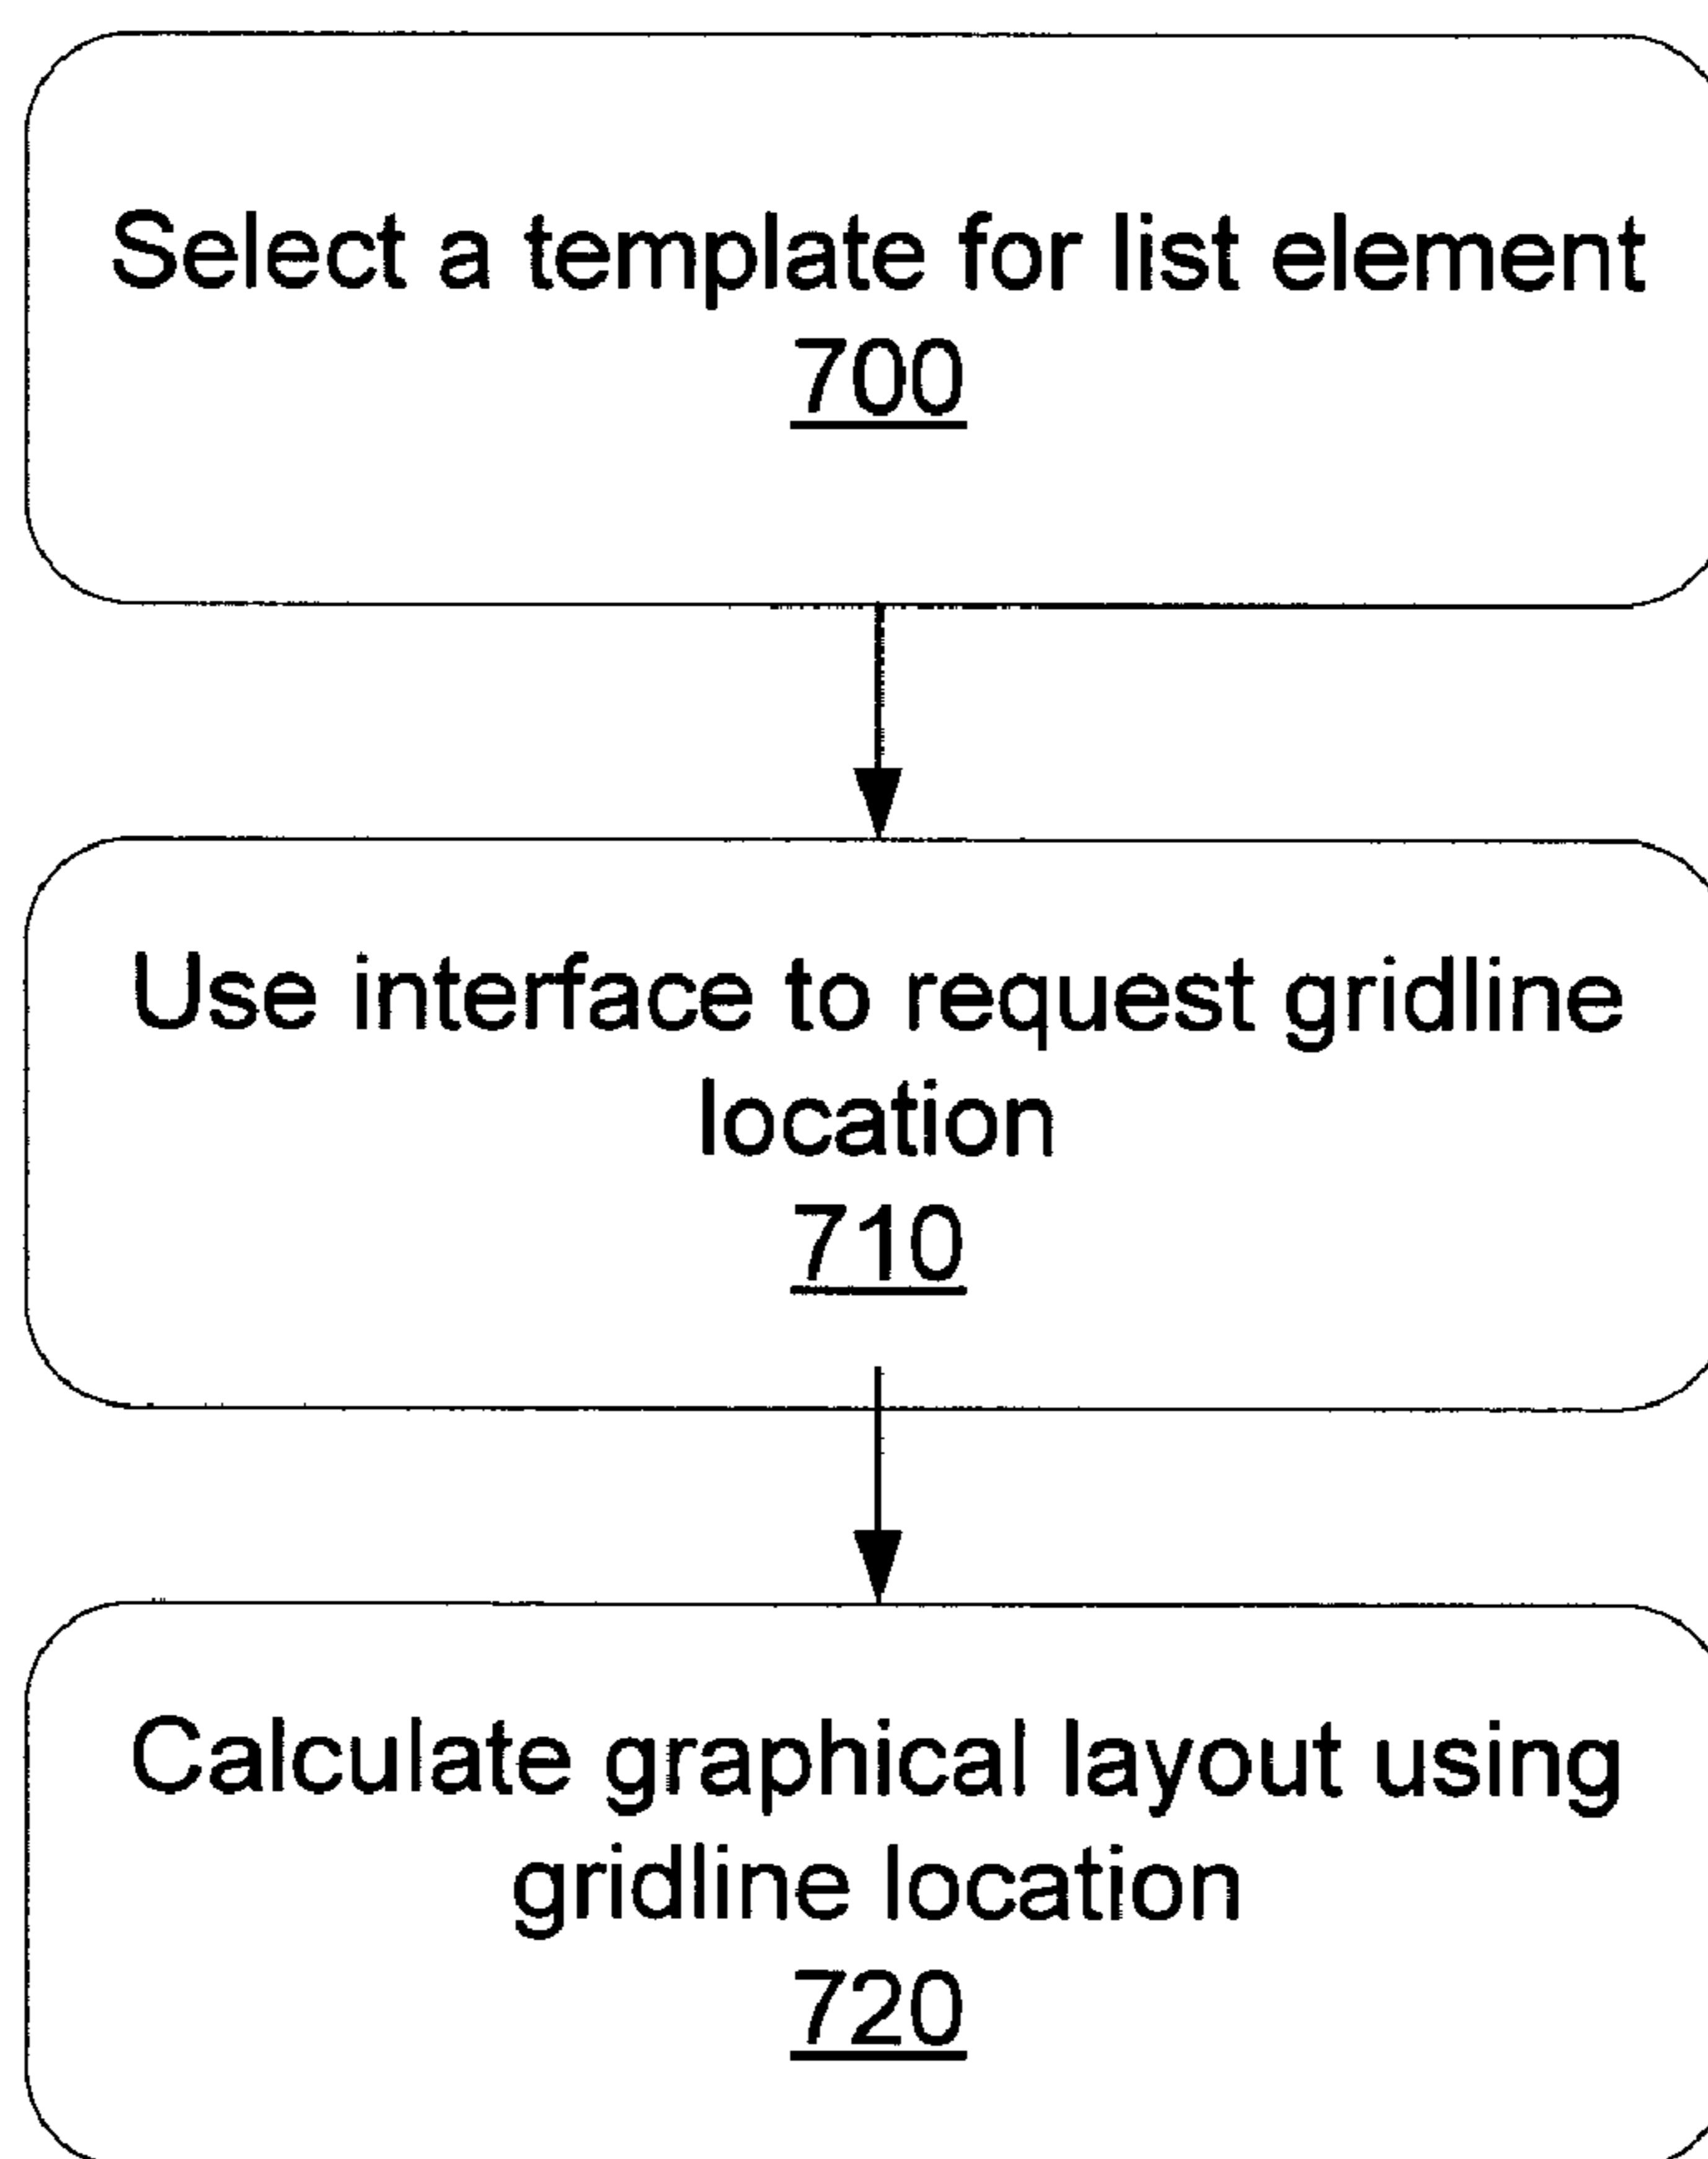 Select a template for list element
700
Use interface to request gridline
location
710
Calculate graphical layout using
gridline location
720